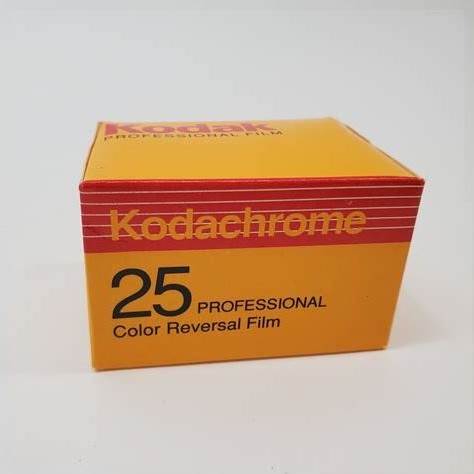 Kodak
PROFESSIONAL FILM
Kodachrome
25 PROFESSIONAL
Color Reversal Film